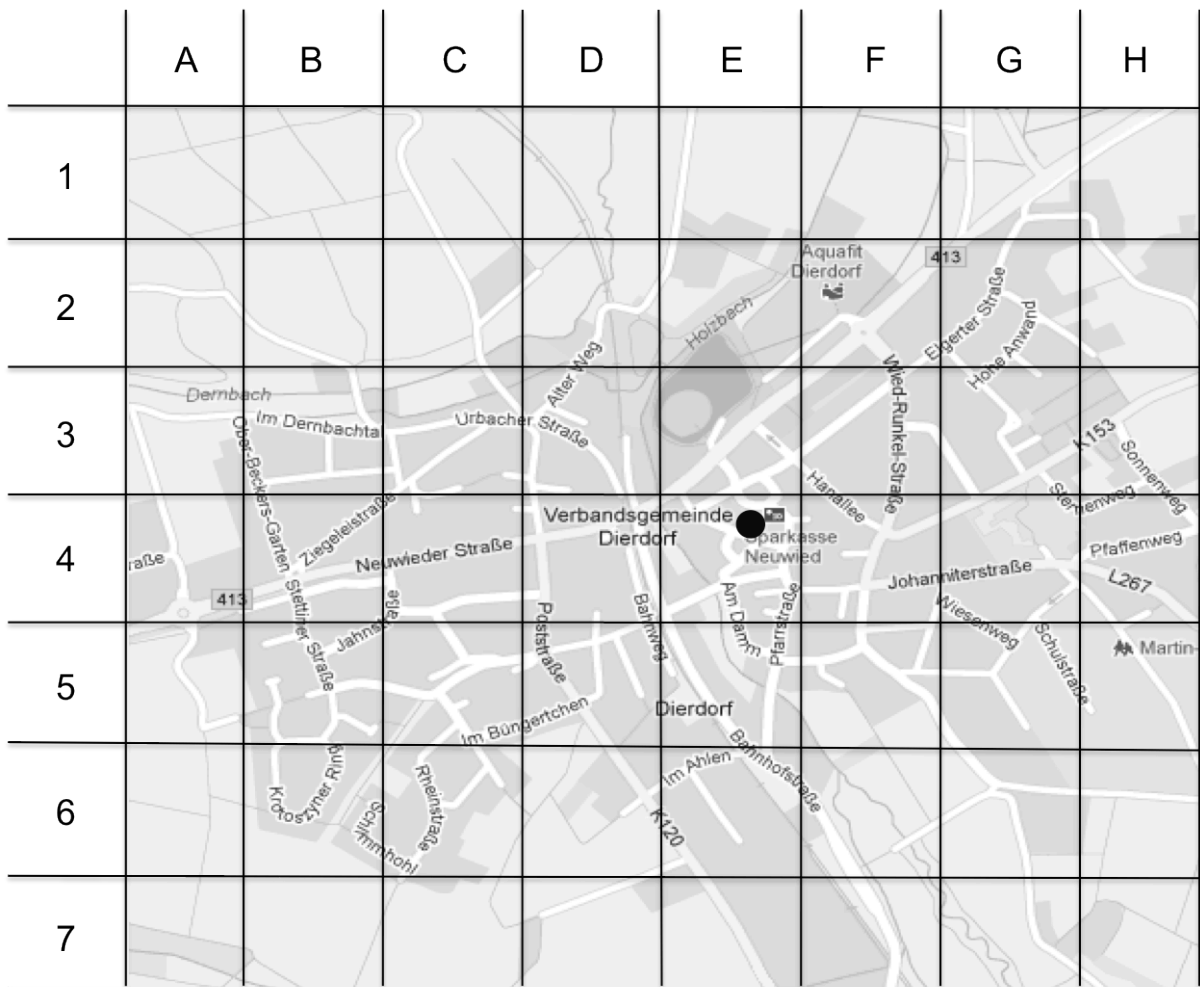 A B C D E F G H
1
2
3
4
5
6
7
Aquafit
Dierdorf
413
Holzbach
Elgerter Straße
Hohe Anwand
Alter Weg
Dernbach
Im Dernbachtal
Urbacher Straße
Wied-Runkel-Straße
K153
Sonnenweg
Ober-Beckers-Garten
Ziegeleistraße
Hanallee
Sternenweg
Verbandsgemeinde
Dierdorf
Sparkasse
Neuwied
Neuwieder Straße
raße
Pfaffenweg
Johanniterstraße
L267
413
Stettiner Straße
Jahnstraße
Poststraße
Bahnweg
Am Damm
Pfarrstraße
Wiesenweg
Schulstraße
Martin-
Dierdorf
Im Büngertchen
Bahnhofstraße
Im Ahlen
Krotoszyner Ring
Rheinstraße
Schlimmhohl
K120